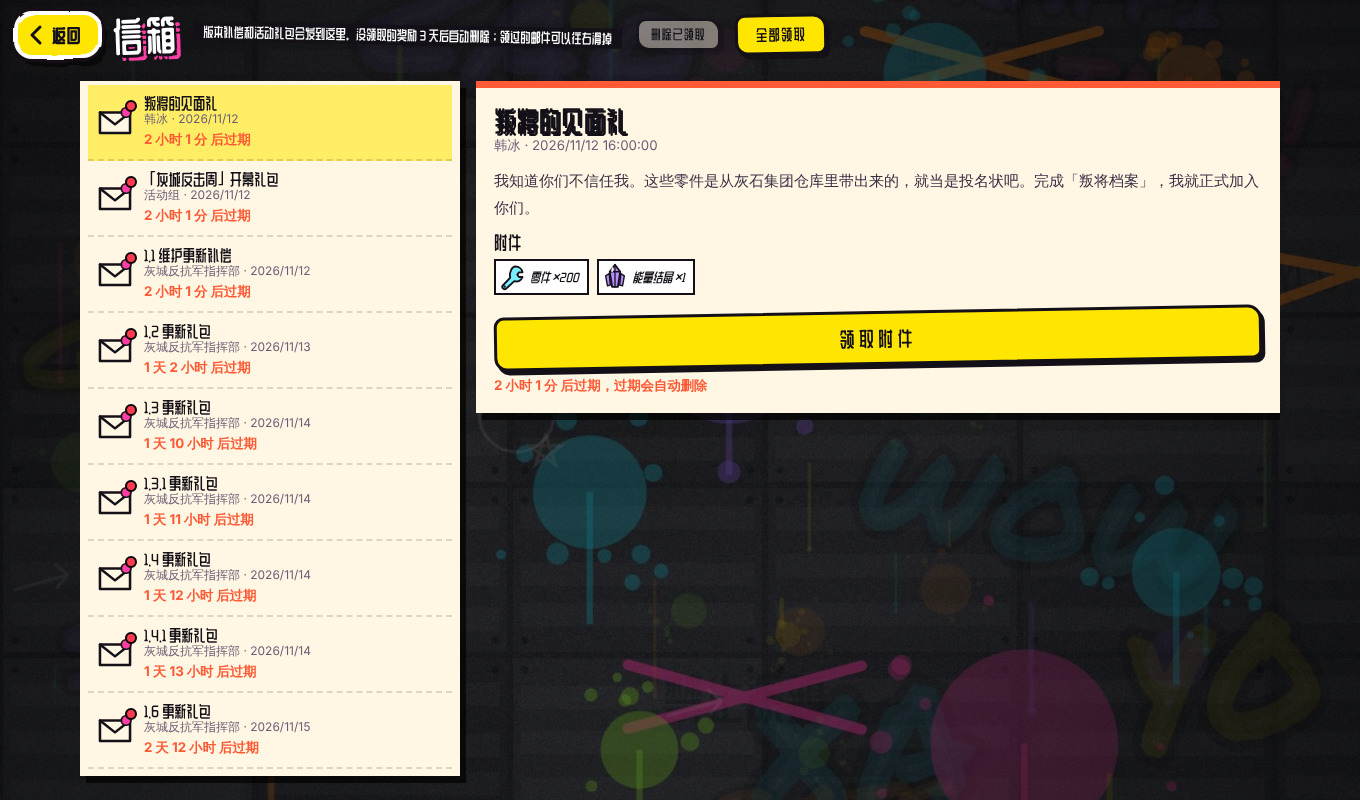 返回
信箱
版本补偿和活动礼包会发到这里。没领取的奖励 3 天后自动删除；领过的邮件可以往右滑掉
删除已领取
全部领取
叛将的见面礼
韩冰 · 2026/11/12
2 小时 1 分 后过期
「灰城反击周」开幕礼包
活动组 · 2026/11/12
2 小时 1 分 后过期
1.1 维护更新补偿
灰城反抗军指挥部 · 2026/11/12
2 小时 1 分 后过期
1.2 更新礼包
灰城反抗军指挥部 · 2026/11/13
1 天 2 小时 后过期
1.3 更新礼包
灰城反抗军指挥部 · 2026/11/14
1 天 10 小时 后过期
1.3.1 更新礼包
灰城反抗军指挥部 · 2026/11/14
1 天 11 小时 后过期
1.4 更新礼包
灰城反抗军指挥部 · 2026/11/14
1 天 12 小时 后过期
1.4.1 更新礼包
灰城反抗军指挥部 · 2026/11/14
1 天 13 小时 后过期
1.6 更新礼包
灰城反抗军指挥部 · 2026/11/15
2 天 12 小时 后过期
叛将的见面礼
韩冰 · 2026/11/12 16:00:00
我知道你们不信任我。这些零件是从灰石集团仓库里带出来的，就当是投名状吧。完成「叛将档案」，我就正式加入
你们。
附件
零件 ×200
能量结晶 ×1
领取附件
2 小时 1 分 后过期，过期会自动删除
WOW
YO